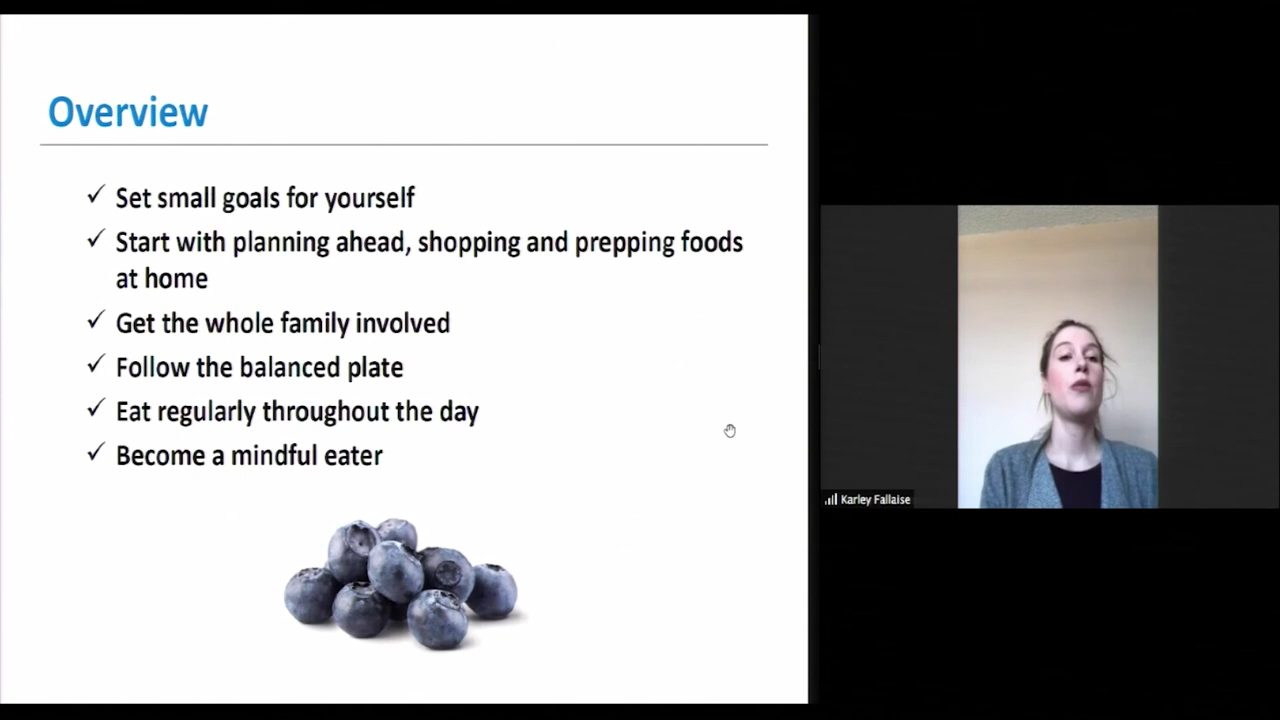 Overview
✓ Set small goals for yourself
✓ Start with planning ahead, shopping and prepping foods
at home
✓ Get the whole family involved
✓ Follow the balanced plate
✓ Eat regularly throughout the day
✓ Become a mindful eater
Karley Fallaise